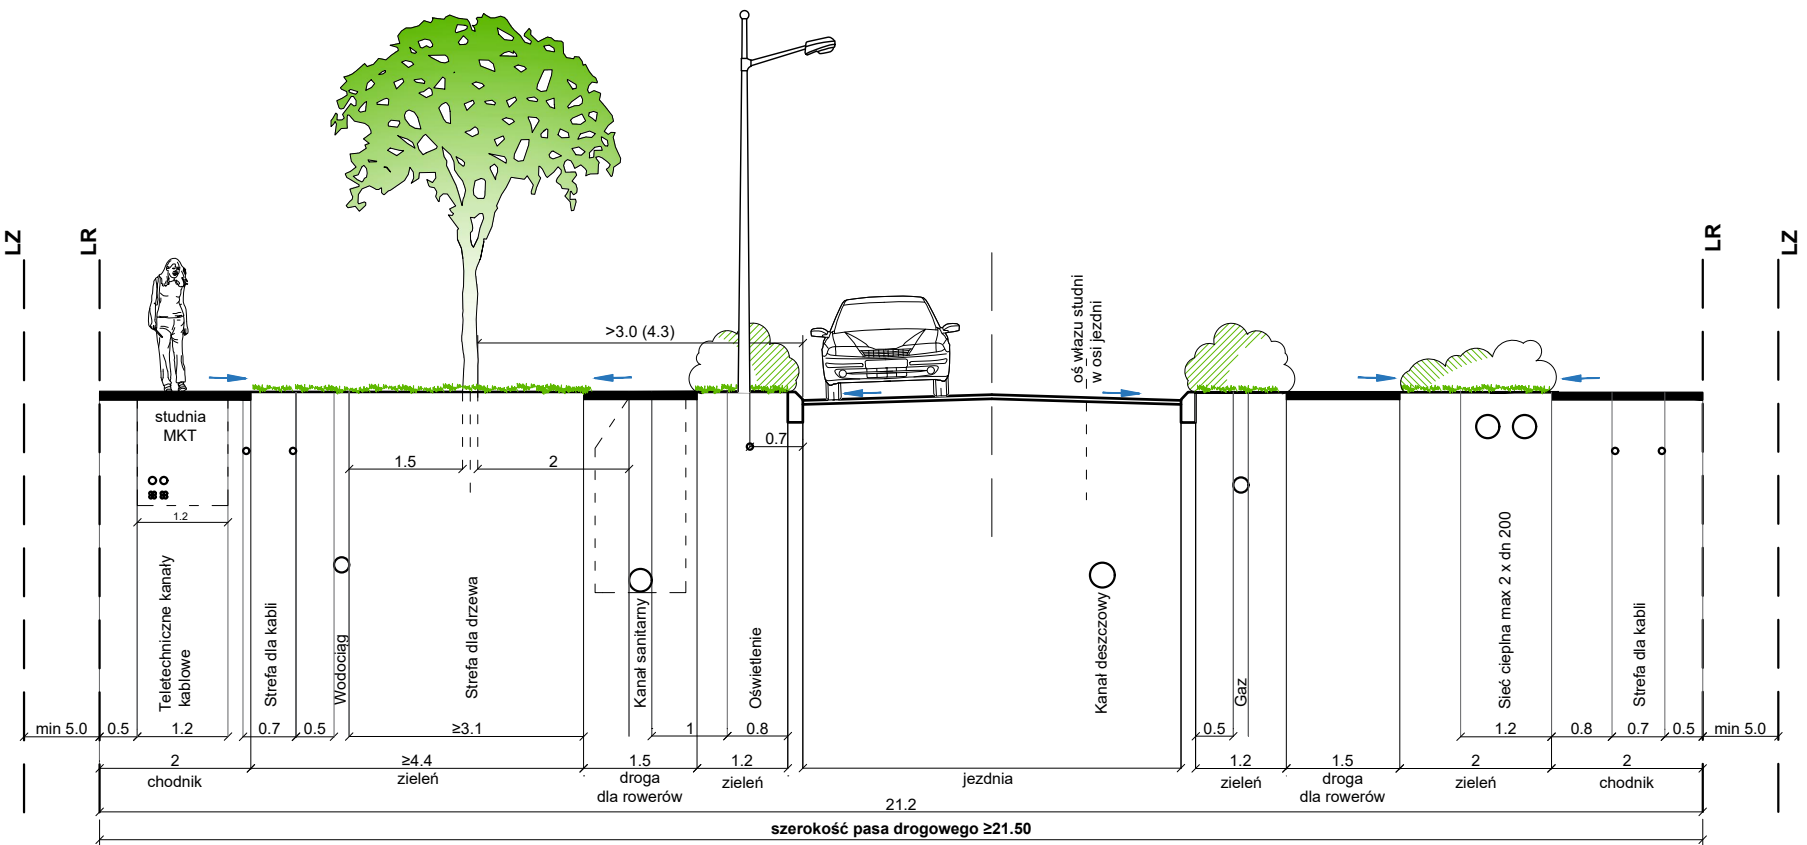 LZ
LR
LR
LZ
>3.0 (4.3)
oś włazu studni
w osi jezdni
studnia
MKT
0.7
1.5
2
1.2
Teletechniczne kanały
kablowe
Strefa dla kabli
Wodociąg
Strefa dla drzewa
Kanał sanitarny
Oświetlenie
Kanał deszczowy
Gaz
Sieć cieplna max 2 x dn 200
Strefa dla kabli
min 5.0
0.5
1.2
0.7
0.5
≥3.1
1
0.8
0.5
1.2
0.8
0.7
0.5
min 5.0
2
≥4.4
1.5
1.2
1.2
1.5
2
2
chodnik
zieleń
droga
dla rowerów
zieleń
jezdnia
zieleń
droga
dla rowerów
zieleń
chodnik
21.2
szerokość pasa drogowego ≥21.50